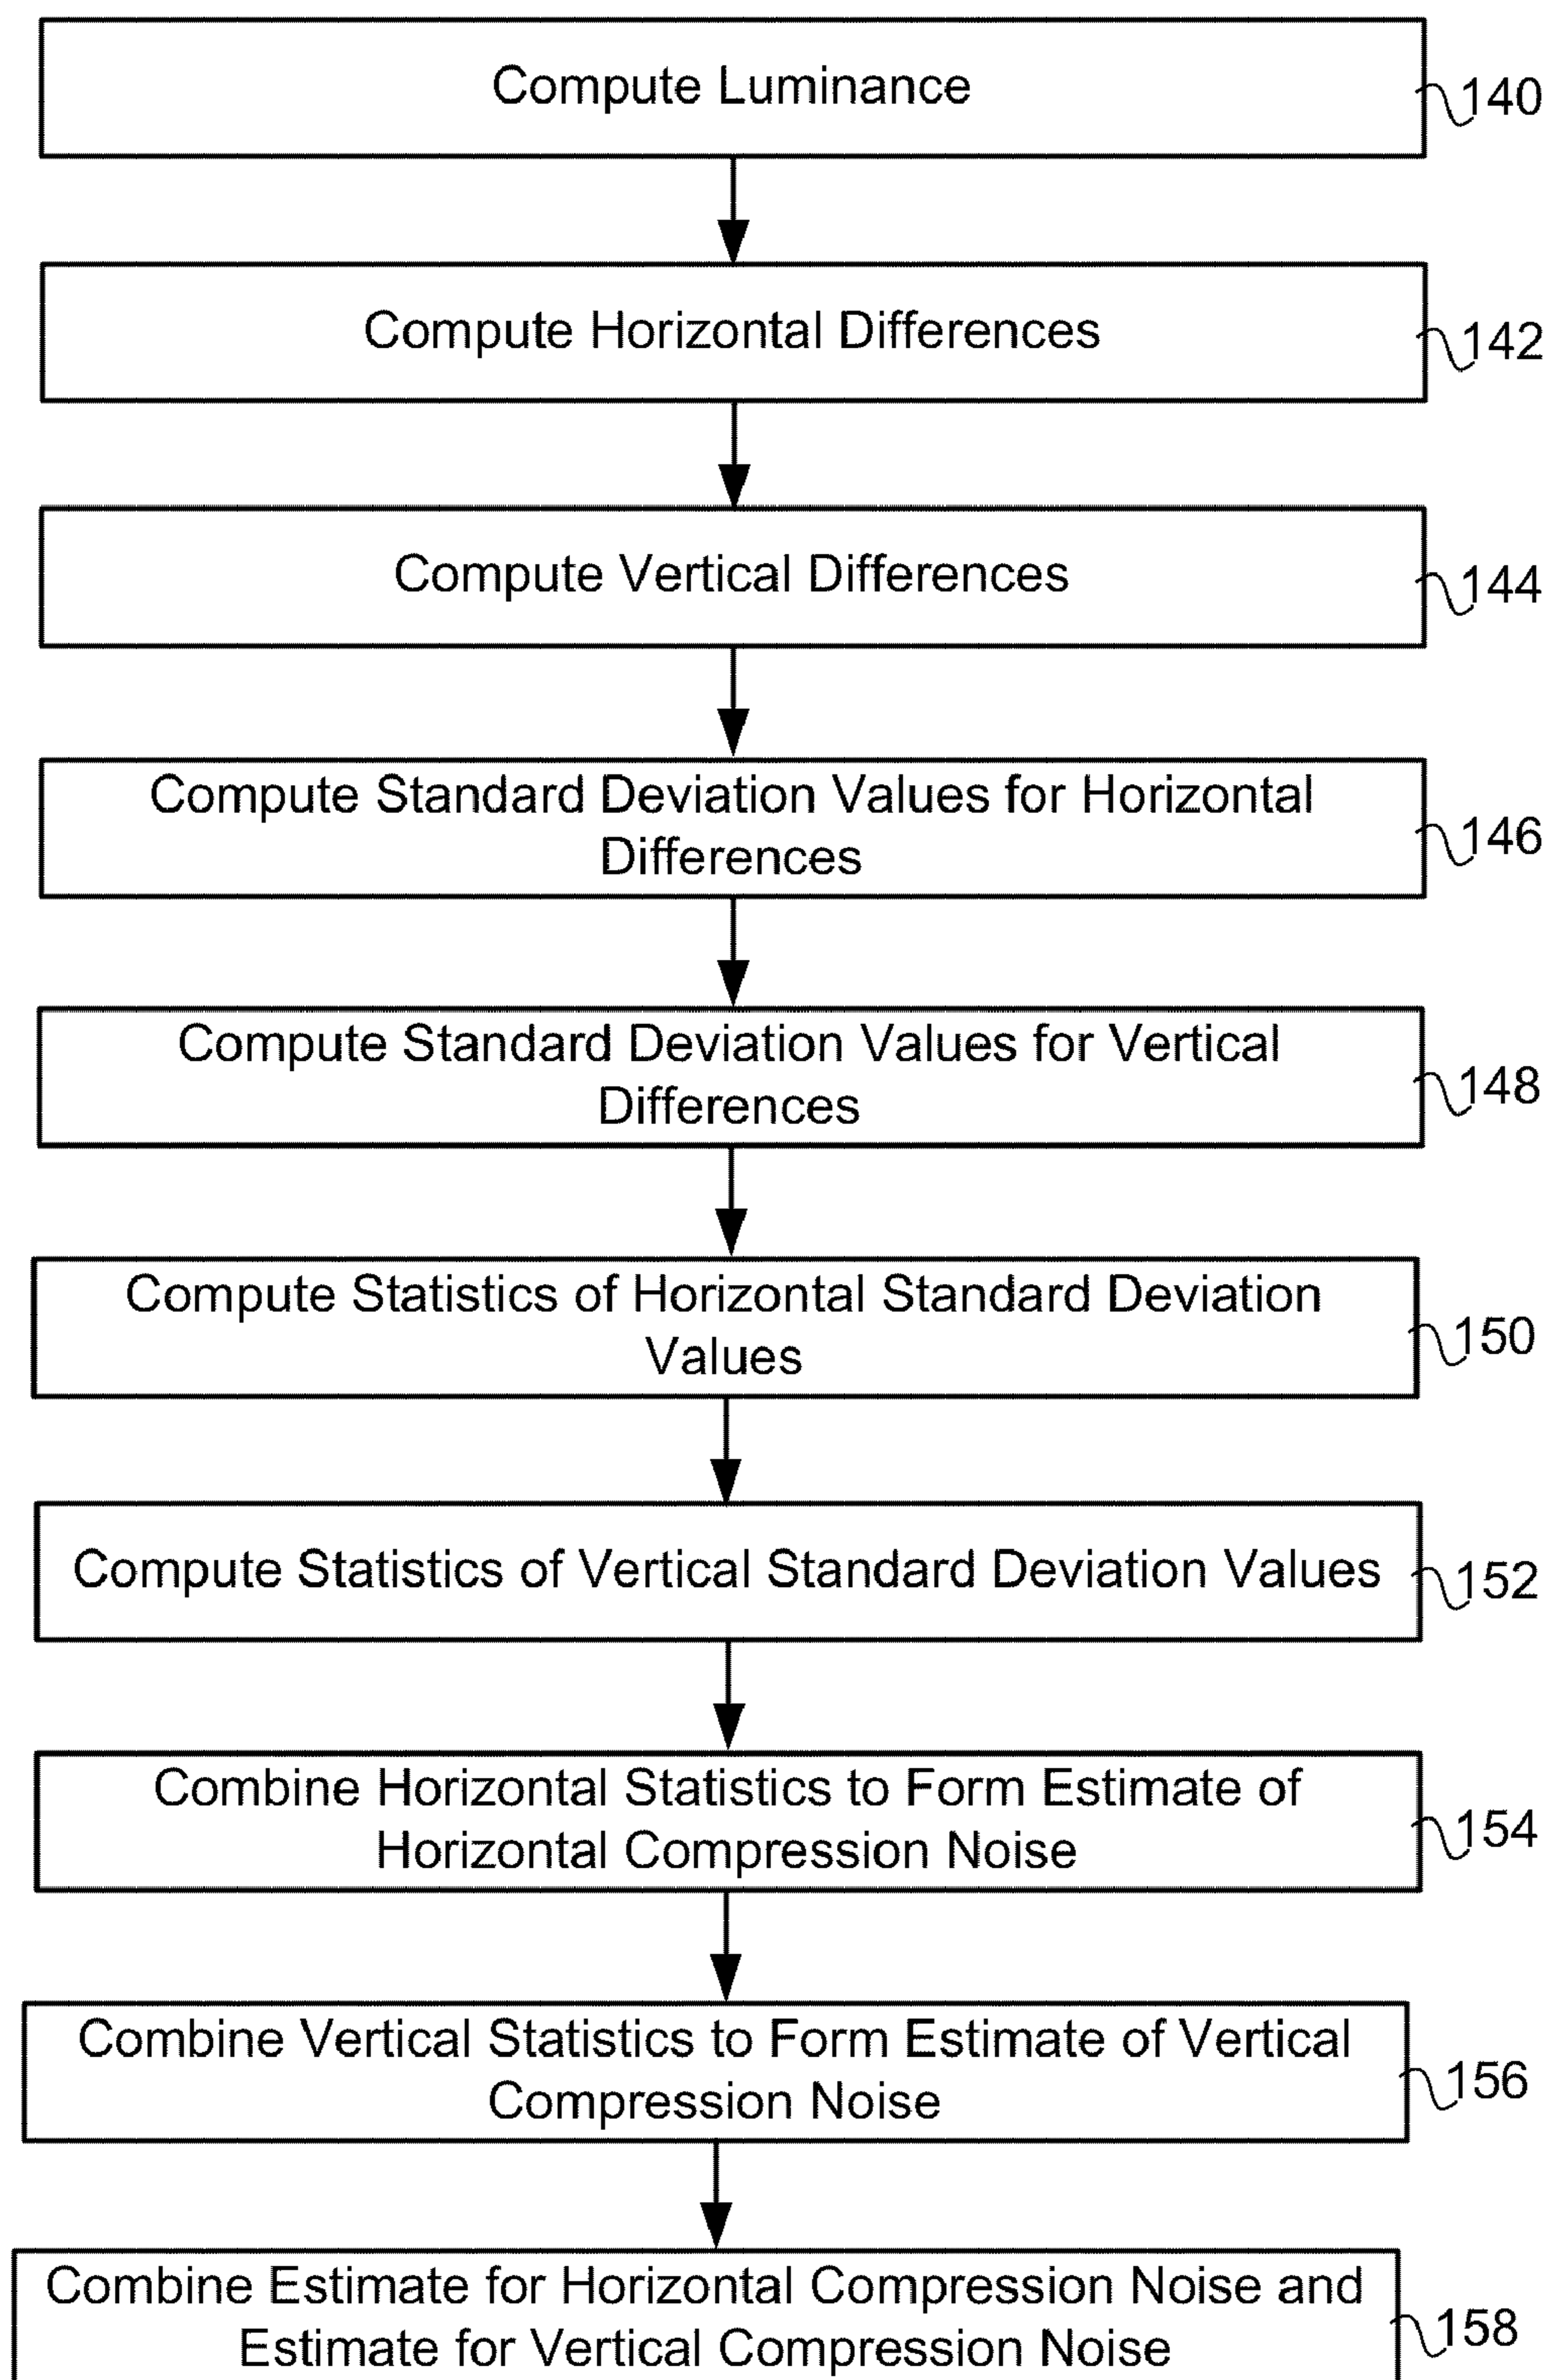 Compute Luminance
140
Compute Horizontal Differences
142
Compute Vertical Differences
144
Compute Standard Deviation Values for Horizontal
Differences
146
Compute Standard Deviation Values for Vertical
Differences
148
Compute Statistics of Horizontal Standard Deviation
Values
150
Compute Statistics of Vertical Standard Deviation Values
152
Combine Horizontal Statistics to Form Estimate of
Horizontal Compression Noise
154
Combine Vertical Statistics to Form Estimate of Vertical
Compression Noise
156
Combine Estimate for Horizontal Compression Noise and
Estimate for Vertical Compression Noise
158